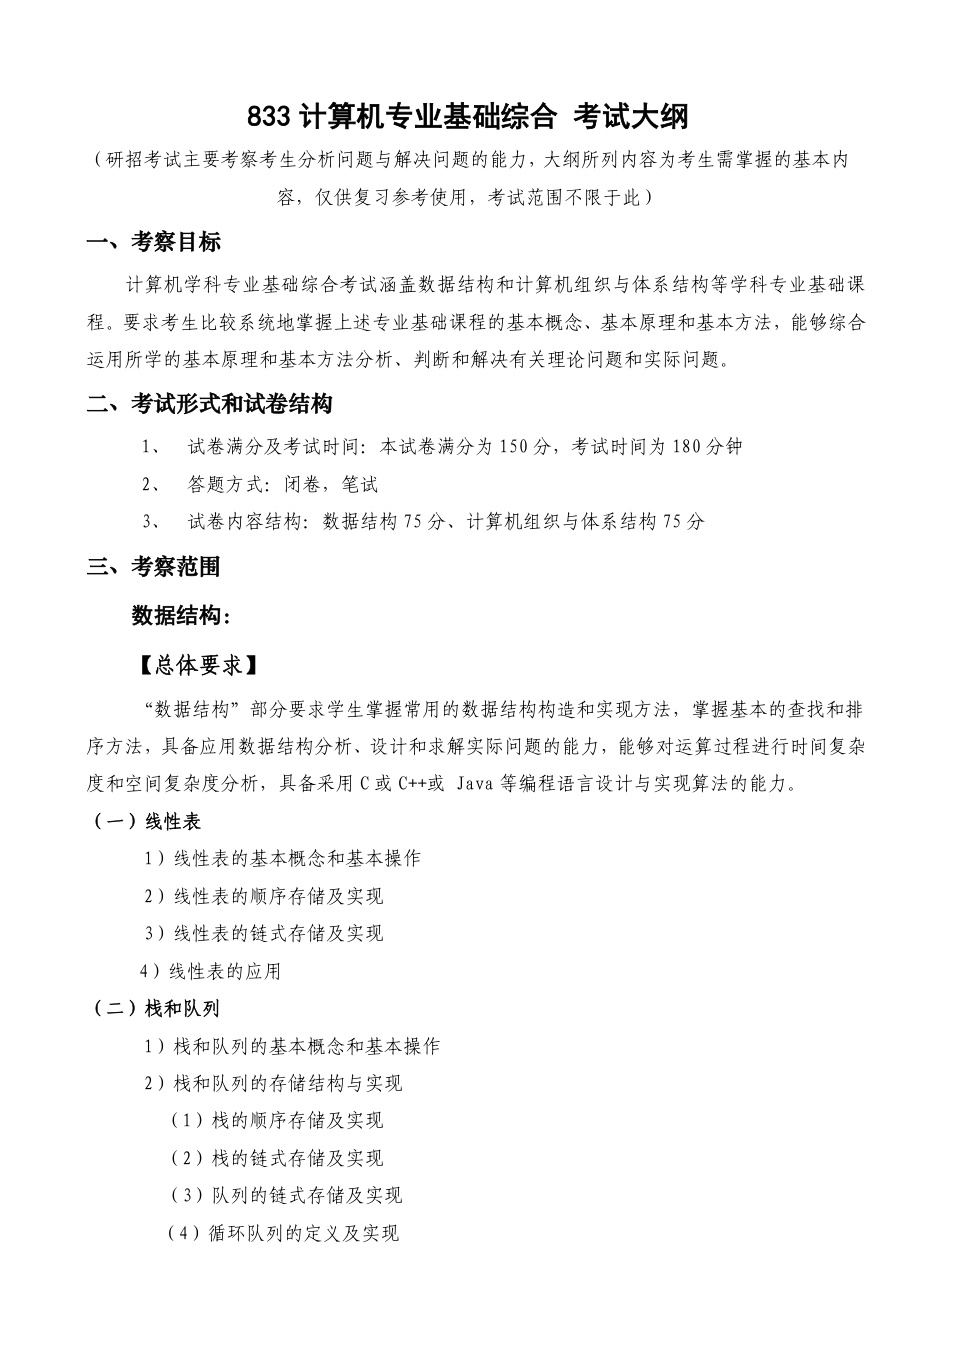 833 计算机专业基础综合 考试大纲
（研招考试主要考察考生分析问题与解决问题的能力，大纲所列内容为考生需掌握的基本内
容，仅供复习参考使用，考试范围不限于此）
一、考察目标
计算机学科专业基础综合考试涵盖数据结构和计算机组织与体系结构等学科专业基础课
程。要求考生比较系统地掌握上述专业基础课程的基本概念、基本原理和基本方法，能够综合
运用所学的基本原理和基本方法分析、判断和解决有关理论问题和实际问题。
二、考试形式和试卷结构
1、 试卷满分及考试时间：本试卷满分为 150 分，考试时间为 180 分钟
2、 答题方式：闭卷，笔试
3、 试卷内容结构：数据结构 75 分、计算机组织与体系结构 75 分
三、考察范围
数据结构：
【总体要求】
“数据结构”部分要求学生掌握常用的数据结构构造和实现方法，掌握基本的查找和排
序方法，具备应用数据结构分析、设计和求解实际问题的能力，能够对运算过程进行时间复杂
度和空间复杂度分析，具备采用 C 或 C++或 Java 等编程语言设计与实现算法的能力。
（一）线性表
1）线性表的基本概念和基本操作
2）线性表的顺序存储及实现
3）线性表的链式存储及实现
4）线性表的应用
（二）栈和队列
1）栈和队列的基本概念和基本操作
2）栈和队列的存储结构与实现
（1）栈的顺序存储及实现
（2）栈的链式存储及实现
（3）队列的链式存储及实现
（4）循环队列的定义及实现